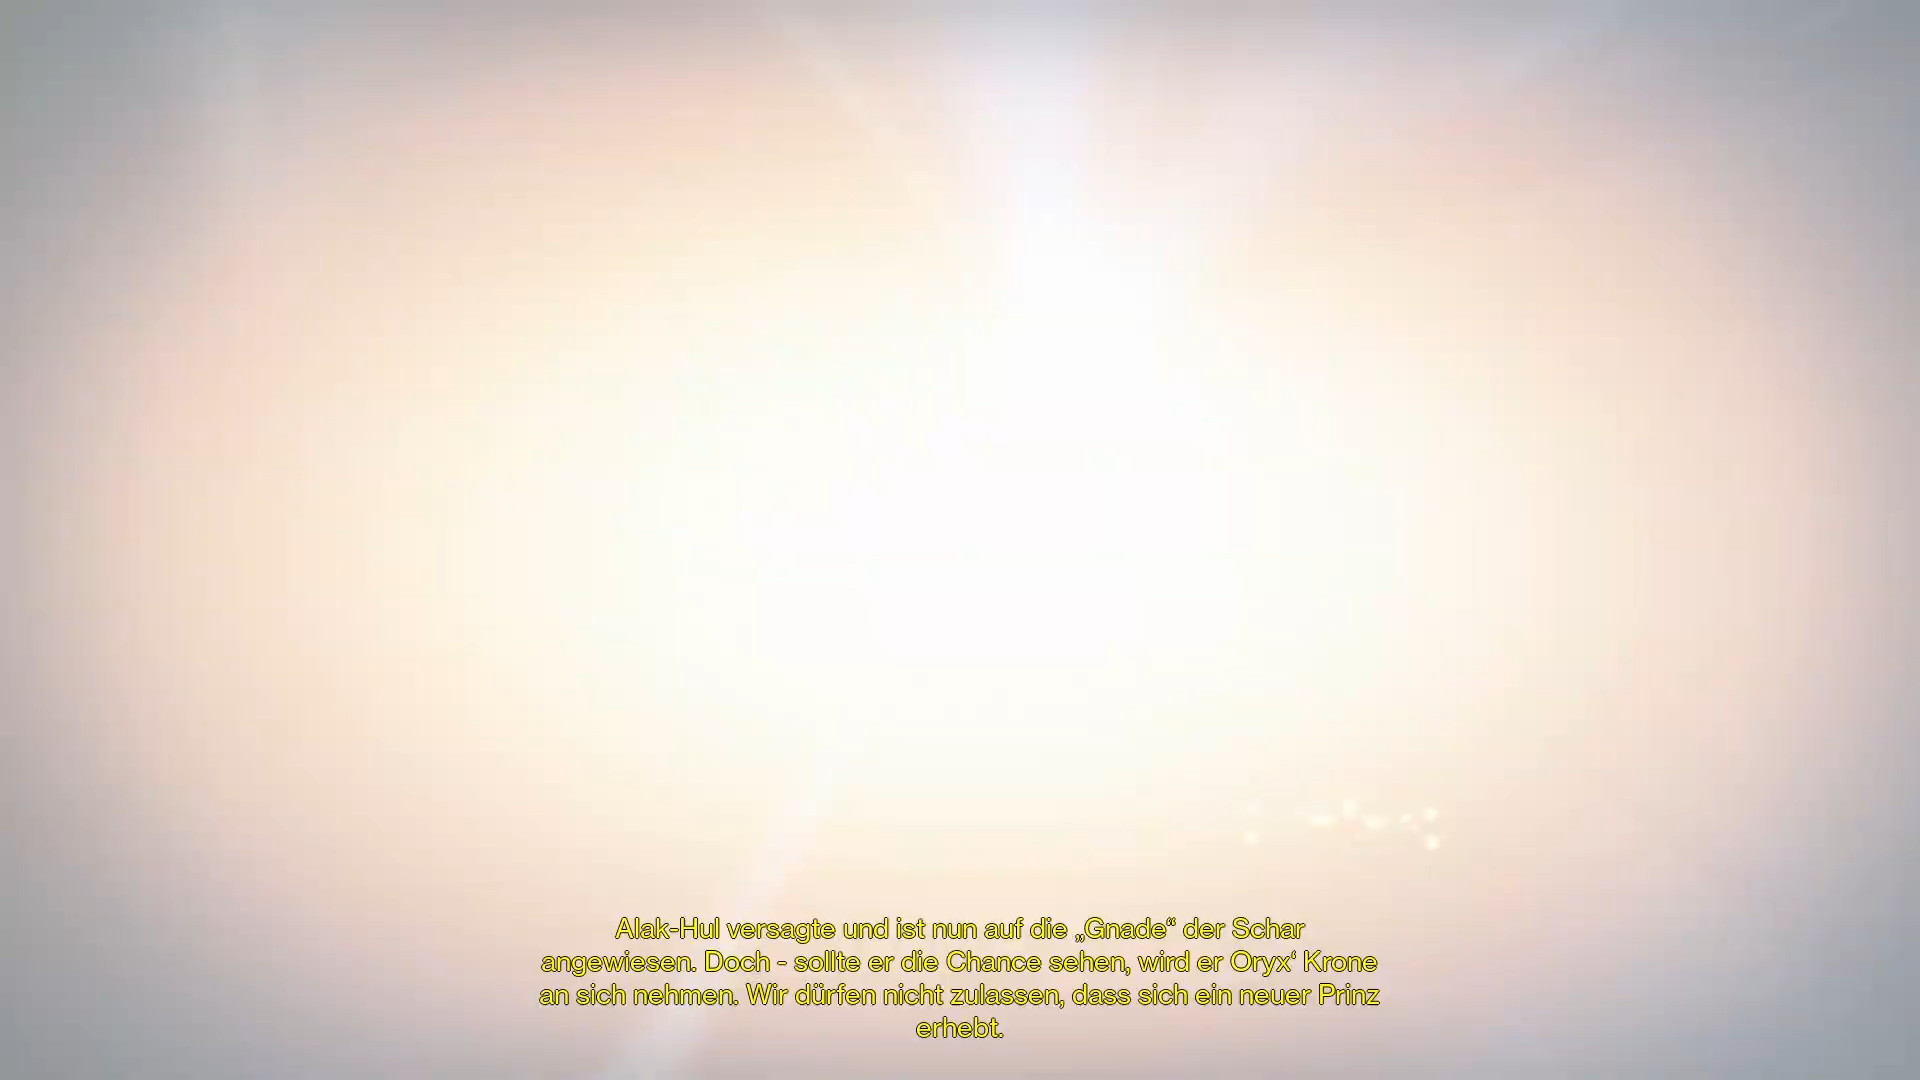 Alak-Hul versagte und ist nun auf die „Gnade“ der Schar
angewiesen. Doch - sollte er die Chance sehen, wird er Oryx‘ Krone
an sich nehmen. Wir dürfen nicht zulassen, dass sich ein neuer Prinz
erhebt.